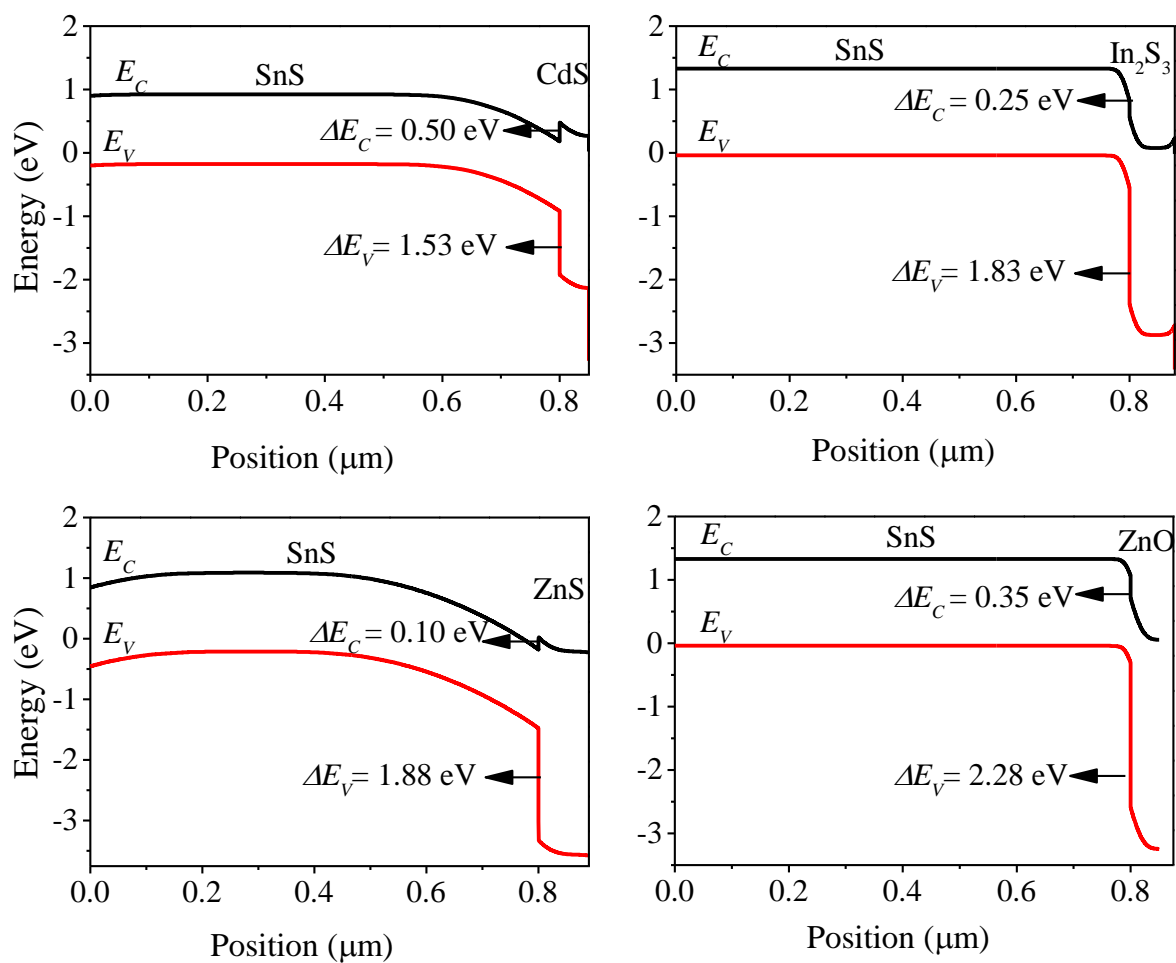 2
1
0
-1
-2
-3
Energy (eV)
E_C
SnS
CdS
ΔE_C = 0.50 eV
E_V
ΔE_V= 1.53 eV
0.0 0.2 0.4 0.6 0.8
Position (μm)
2
1
0
-1
-2
-3
E_C
SnS
In₂S₃
ΔE_C = 0.25 eV
E_V
ΔE_V= 1.83 eV
0.0 0.2 0.4 0.6 0.8
Position (μm)
2
1
0
-1
-2
-3
Energy (eV)
E_C
SnS
ZnS
E_V
ΔE_C = 0.10 eV
ΔE_V= 1.88 eV
0.0 0.2 0.4 0.6 0.8
Position (μm)
2
1
0
-1
-2
-3
E_C
SnS
ZnO
ΔE_C = 0.35 eV
E_V
ΔE_V= 2.28 eV
0.0 0.2 0.4 0.6 0.8
Position (μm)